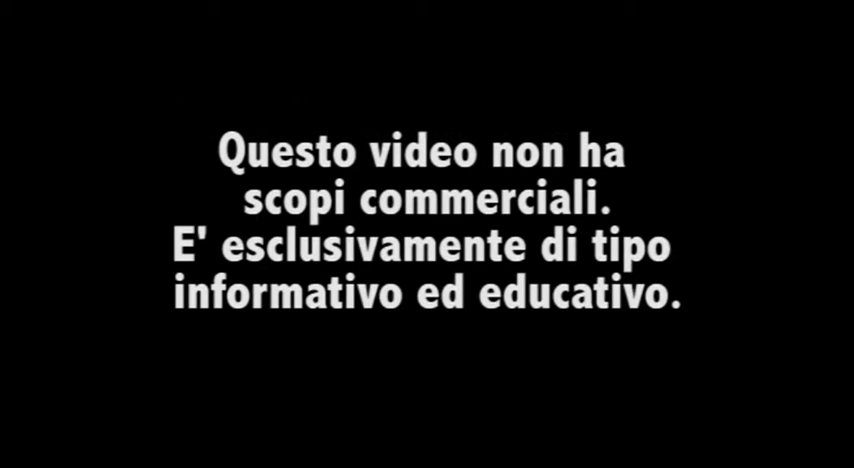 Questo video non ha
scopi commerciali.
E' esclusivamente di tipo
informativo ed educativo.